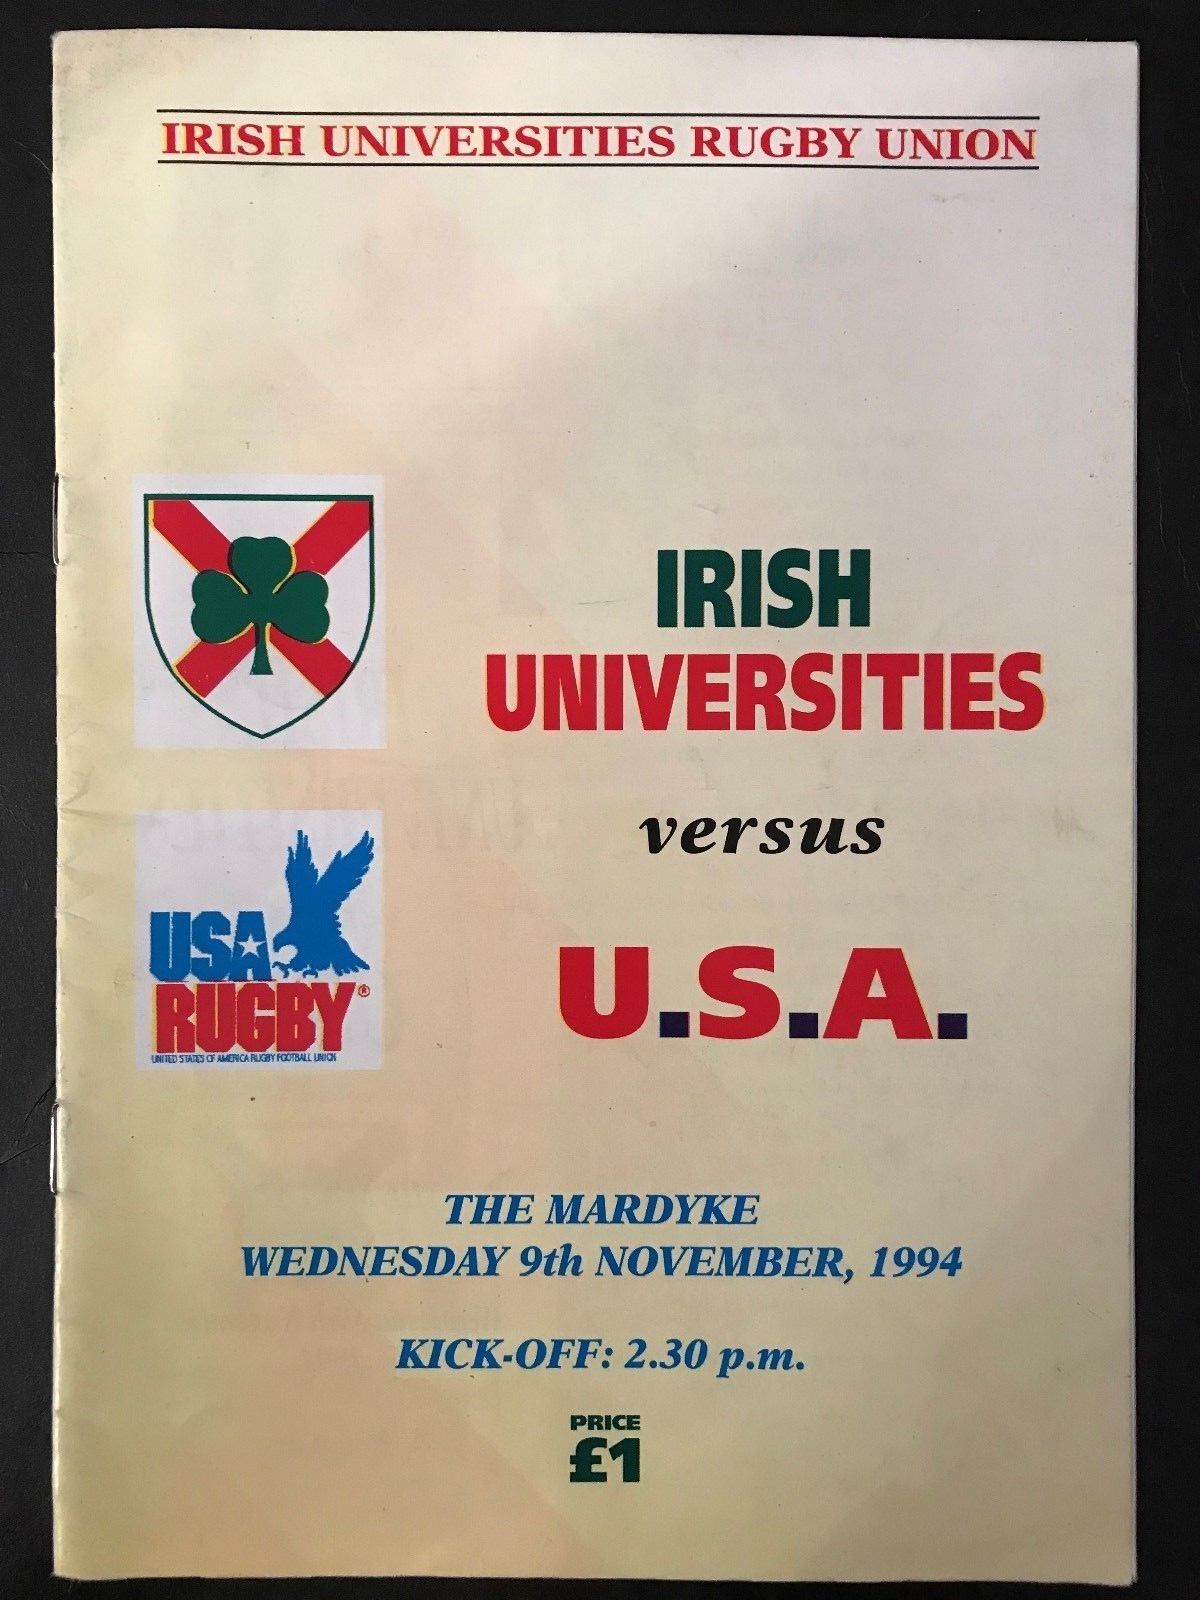 IRISH UNIVERSITIES RUGBY UNION
IRISH
UNIVERSITIES
versus
USA
RUGBY®
UNITED STATES OF AMERICA RUGBY FOOTBALL UNION
U.S.A.
THE MARDYKE
WEDNESDAY 9th NOVEMBER, 1994
KICK-OFF: 2.30 p.m.
PRICE
£1